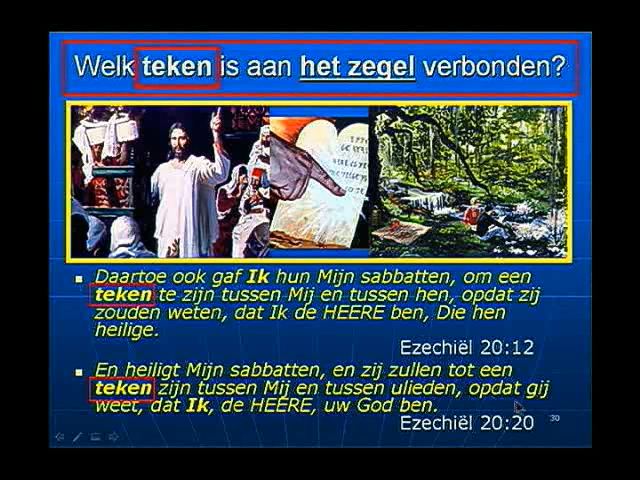 Welk teken is aan het zegel verbonden?
Daartoe ook gaf Ik hun Mijn sabbatten, om een
teken te zijn tussen Mij en tussen hen, opdat zij
zouden weten, dat Ik de HEERE ben, Die hen
heilige.
Ezechiël 20:12
En heiligt Mijn sabbatten, en zij zullen tot een
teken zijn tussen Mij en tussen ulieden, opdat gij
weet, dat Ik, de HEERE, uw God ben.
Ezechiël 20:20
30